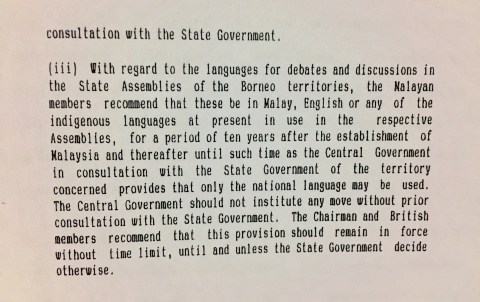 consultation with the State Government.
(iii) With regard to the languages for debates and discussions in
the State Assemblies of the Borneo territories, the Malayan
members recommend that these be in Malay, English or any of the
indigenous languages at present in use in the respective
Assemblies, for a period of ten years after the establishment of
Malaysia and thereafter until such time as the Central Government
in consultation with the State Government of the territory
concerned provides that only the national language may be used.
The Central Government should not institute any move without prior
consultation with the State Government. The Chairman and British
members recommend that this provision should remain in force
without time limit, until and unless the State Government decide
otherwise.